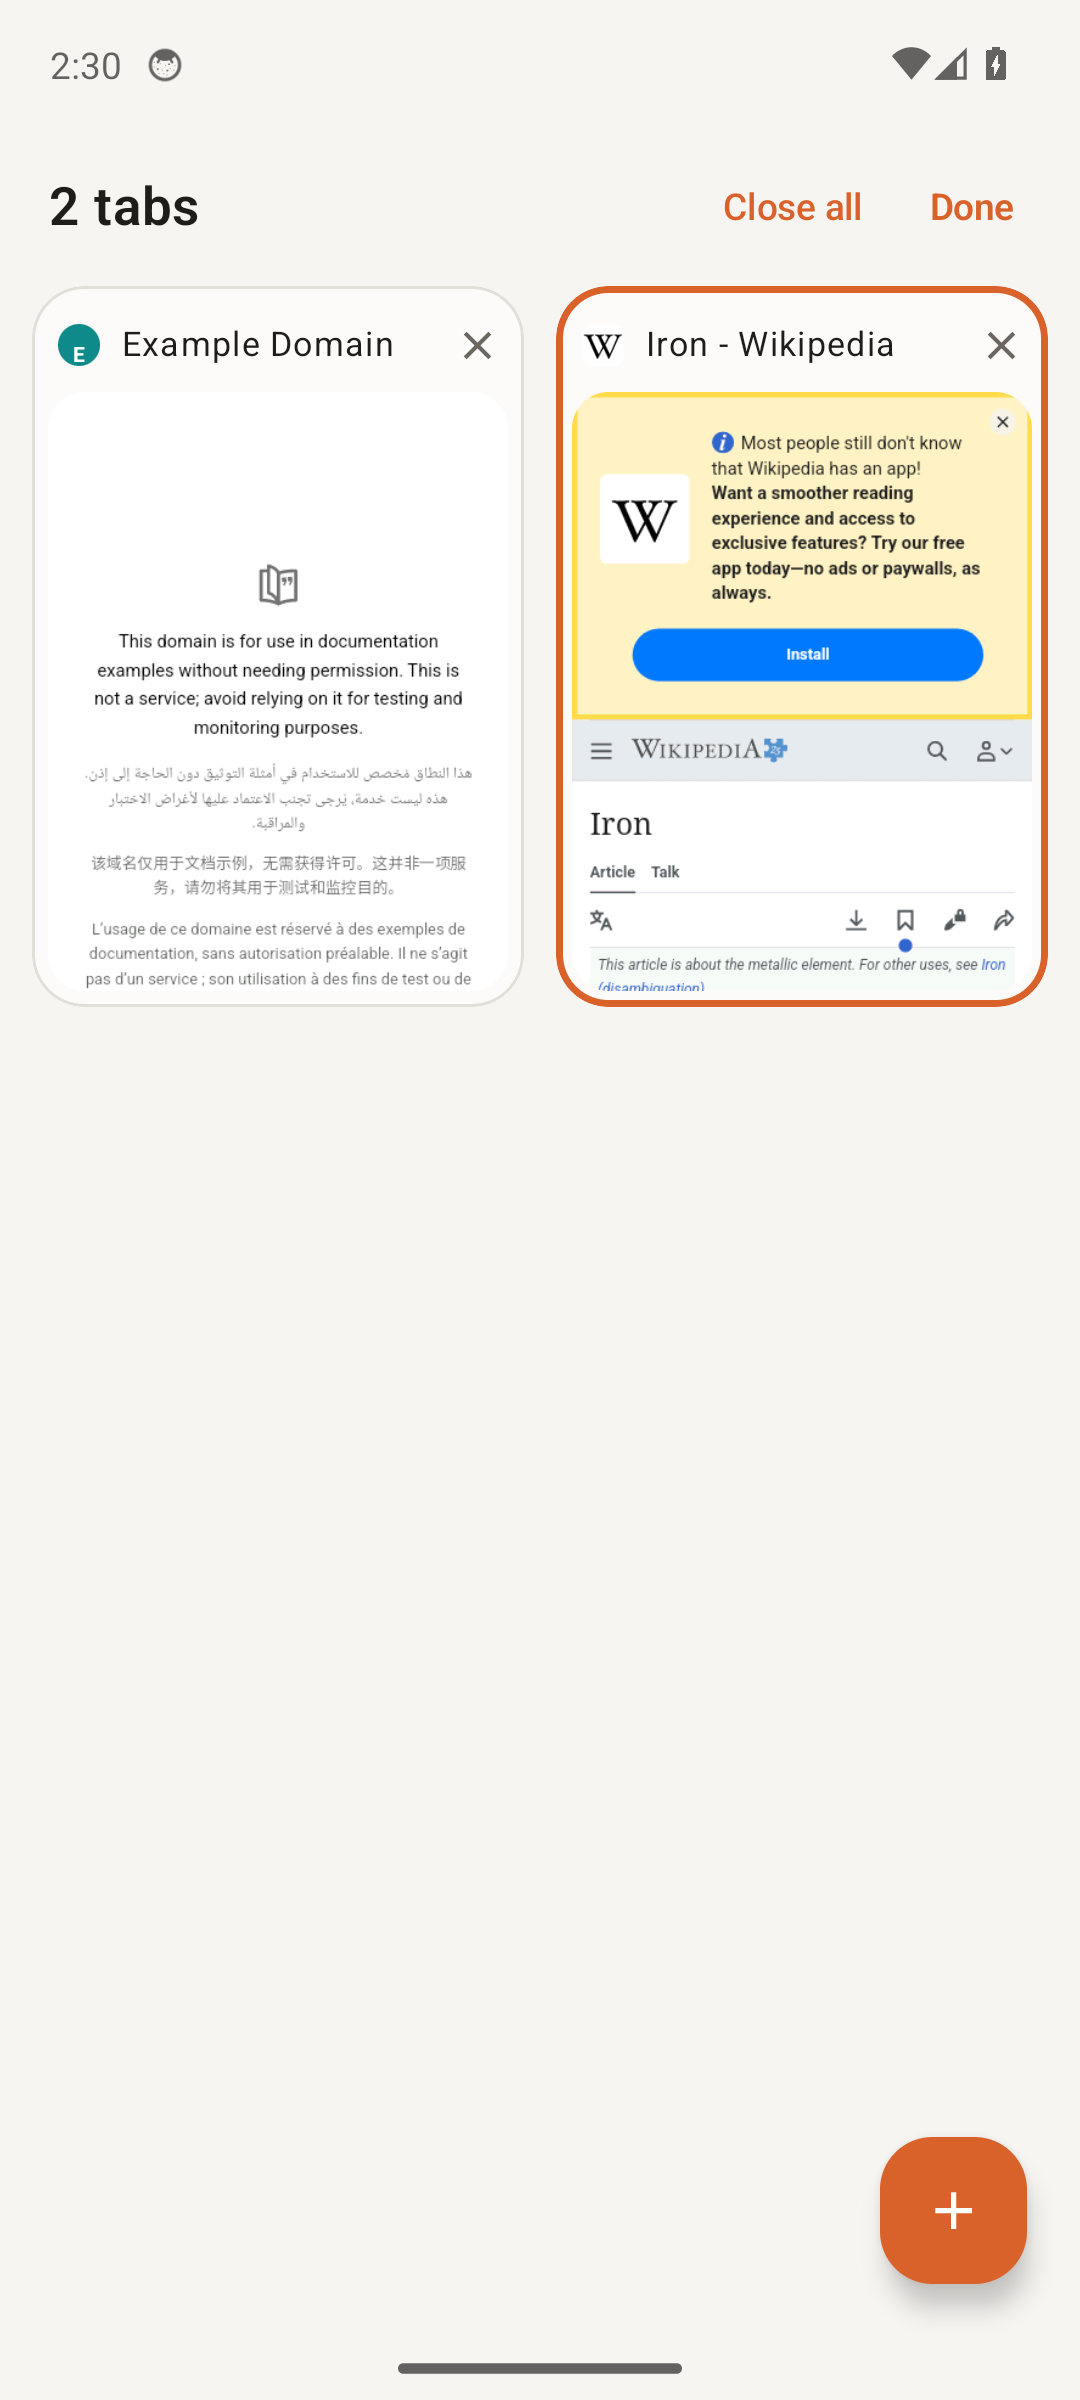 2:30
2 tabs
Close all
Done
E
Example Domain
This domain is for use in documentation
examples without needing permission. This is
not a service; avoid relying on it for testing and
monitoring purposes.
هذا النطاق مُخصص للاستخدام في أمثلة التوثيق دون الحاجة إلى إذن.
هذه ليست خدمة، يُرجى تجنب الاعتماد عليها لأغراض الاختبار
والمراقبة.
该域名仅用于文档示例，无需获得许可。这并非一项服
务，请勿将其用于测试和监控目的。
L'usage de ce domaine est réservé à des exemples de
documentation, sans autorisation préalable. Il ne s'agit
pas d'un service ; son utilisation à des fins de test ou de
W
Iron - Wikipedia
W
Most people still don't know
that Wikipedia has an app!
Want a smoother reading
experience and access to
exclusive features? Try our free
app today—no ads or paywalls, as
always.
Install
WIKIPEDIA
25
Iron
Article Talk
This article is about the metallic element. For other uses, see Iron
(disambiguation)